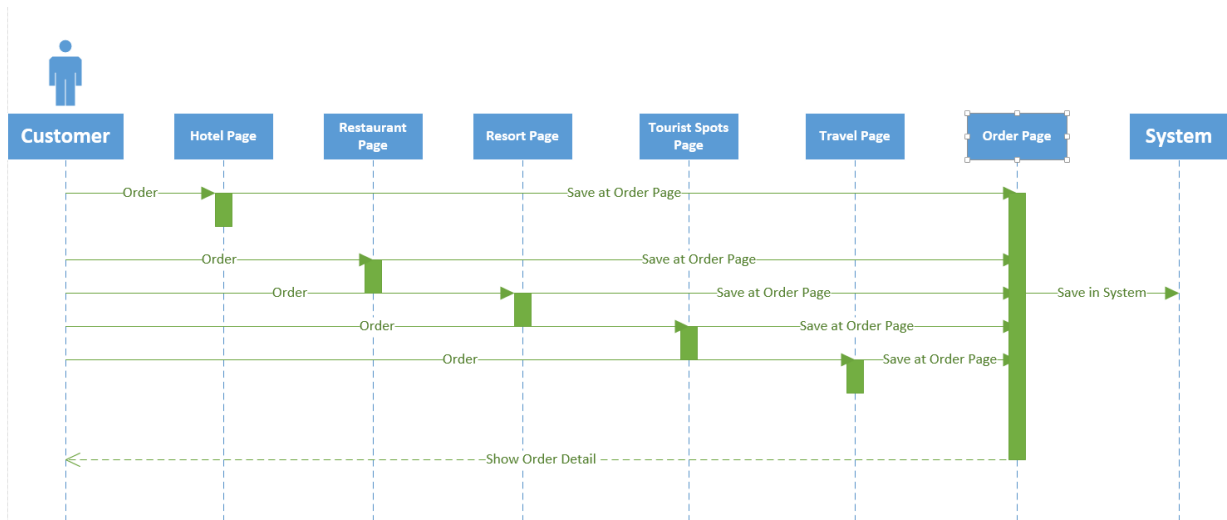 Customer
Hotel Page
Restaurant
Page
Resort Page
Tourist Spots
Page
Travel Page
Order Page
System
Order
Save at Order Page
Order
Save at Order Page
Order
Save at Order Page
Save in System
Order
Save at Order Page
Order
Save at Order Page
Show Order Detail